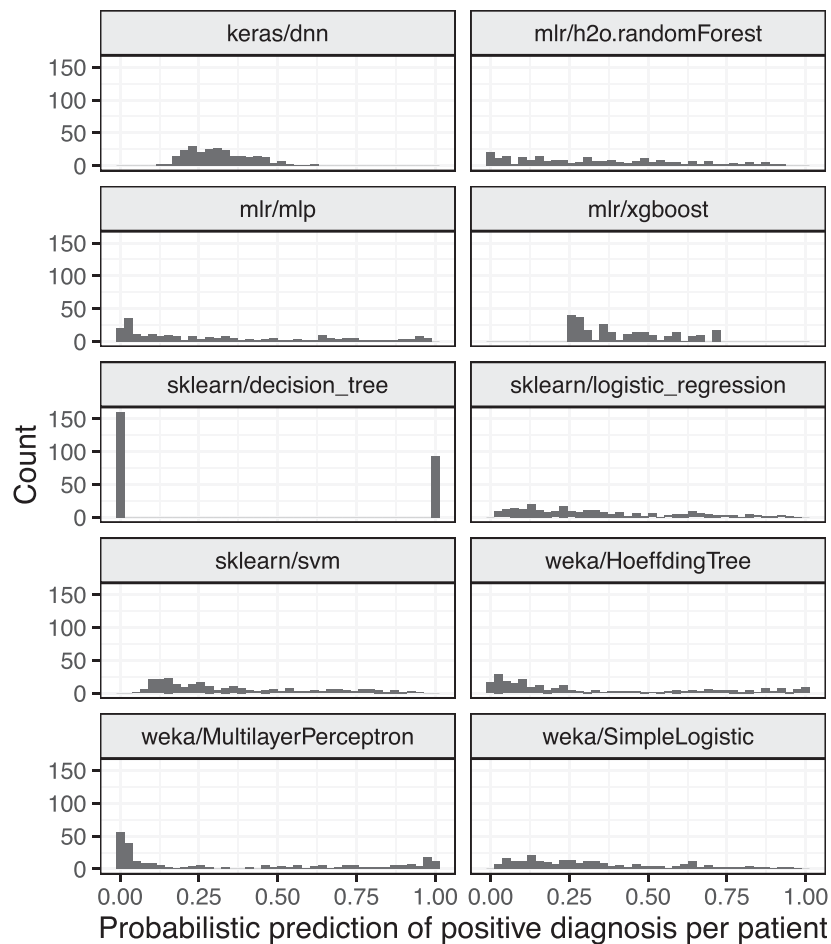 keras/dnn
mlr/h2o.randomForest
150
100
50
0
mlr/mlp
mlr/xgboost
150
100
50
0
sklearn/decision_tree
sklearn/logistic_regression
150
100
50
0
Count
sklearn/svm
weka/HoeffdingTree
150
100
50
0
weka/MultilayerPerceptron
weka/SimpleLogistic
150
100
50
0
0.00 0.25 0.50 0.75 1.00 0.00 0.25 0.50 0.75 1.00
Probabilistic prediction of positive diagnosis per patient